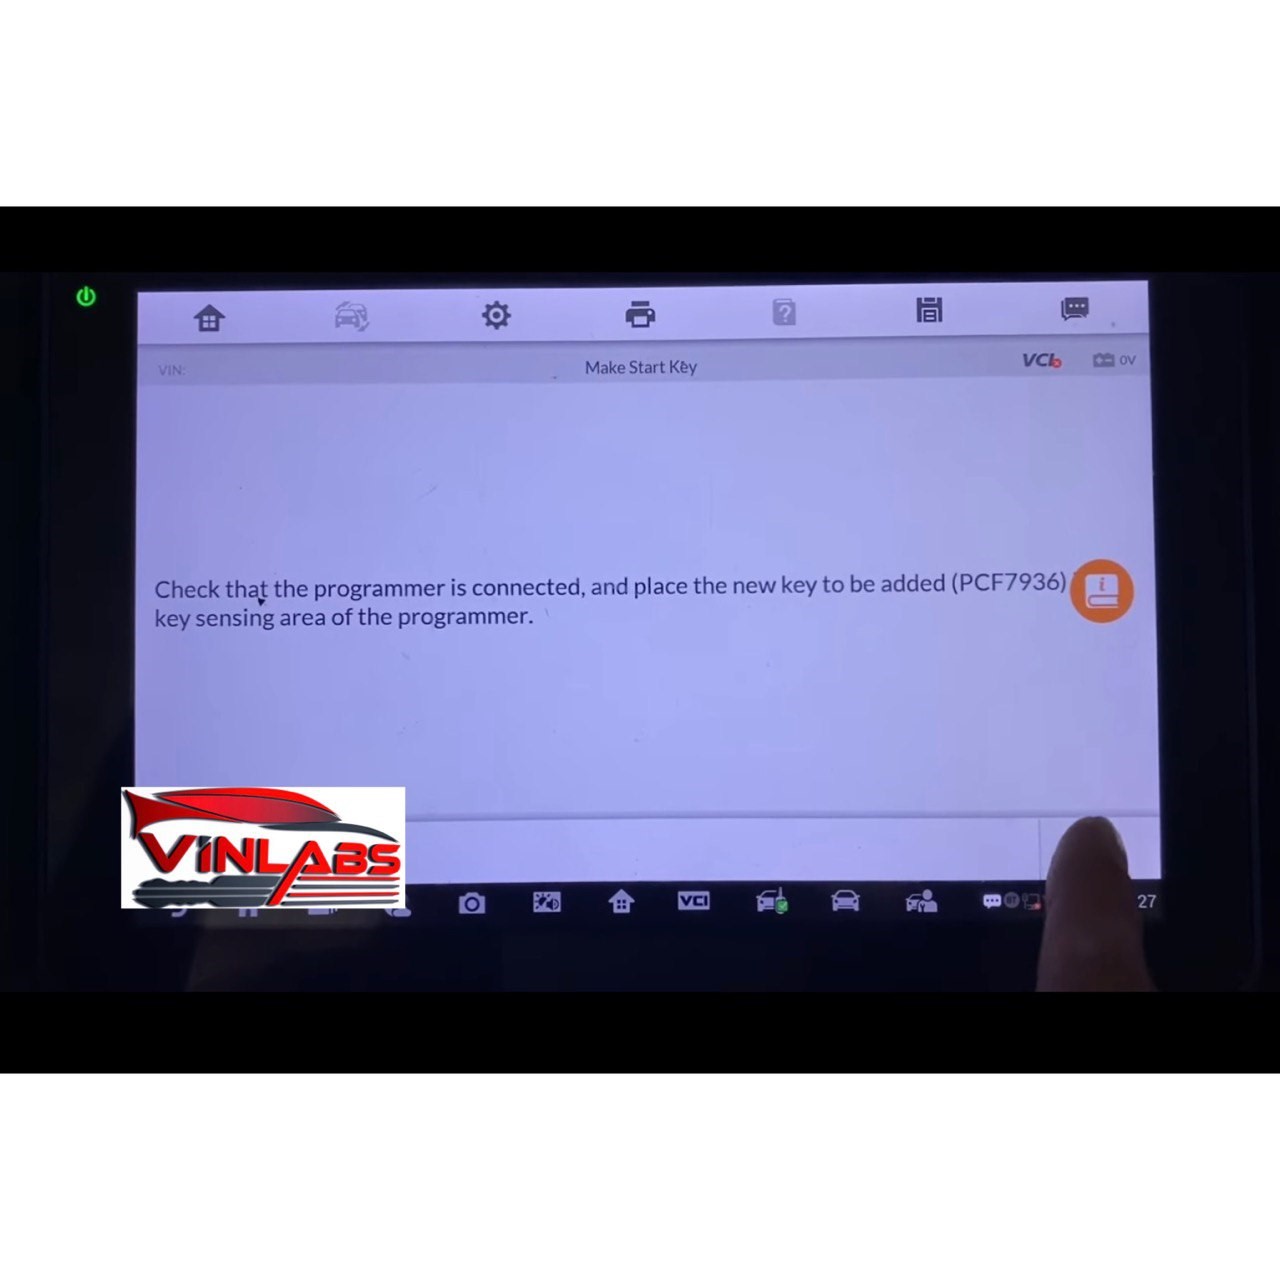 VIN:
Make Start Key
VCI
0V
Check that the programmer is connected, and place the new key to be added (PCF7936)
key sensing area of the programmer.
ViNLABS
VCI
27